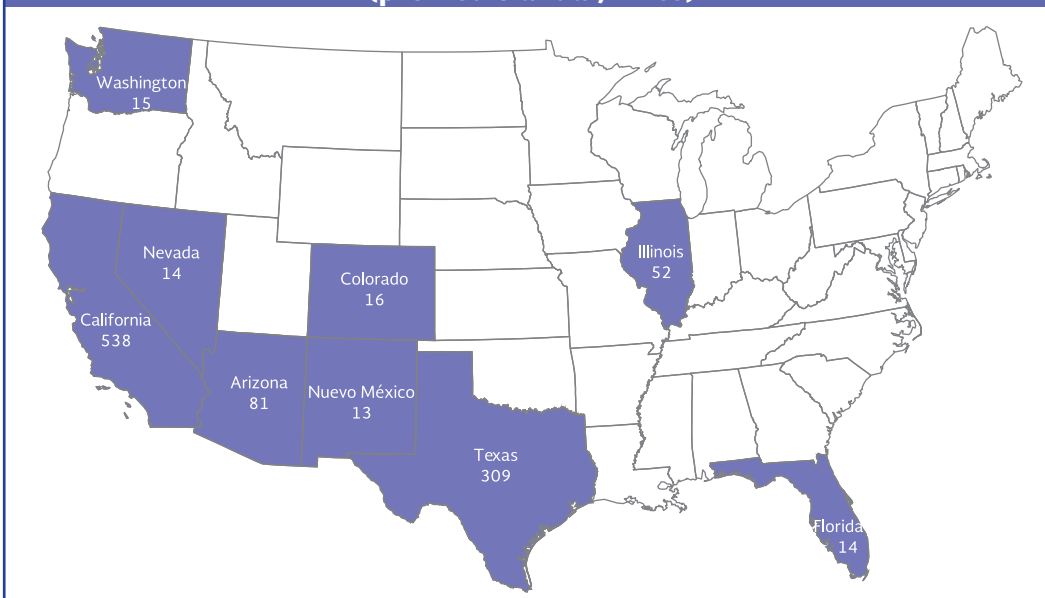 Washington
15
Nevada
14
Colorado
16
Illinois
52
California
538
Arizona
81
Nuevo México
13
Texas
309
Florida
14